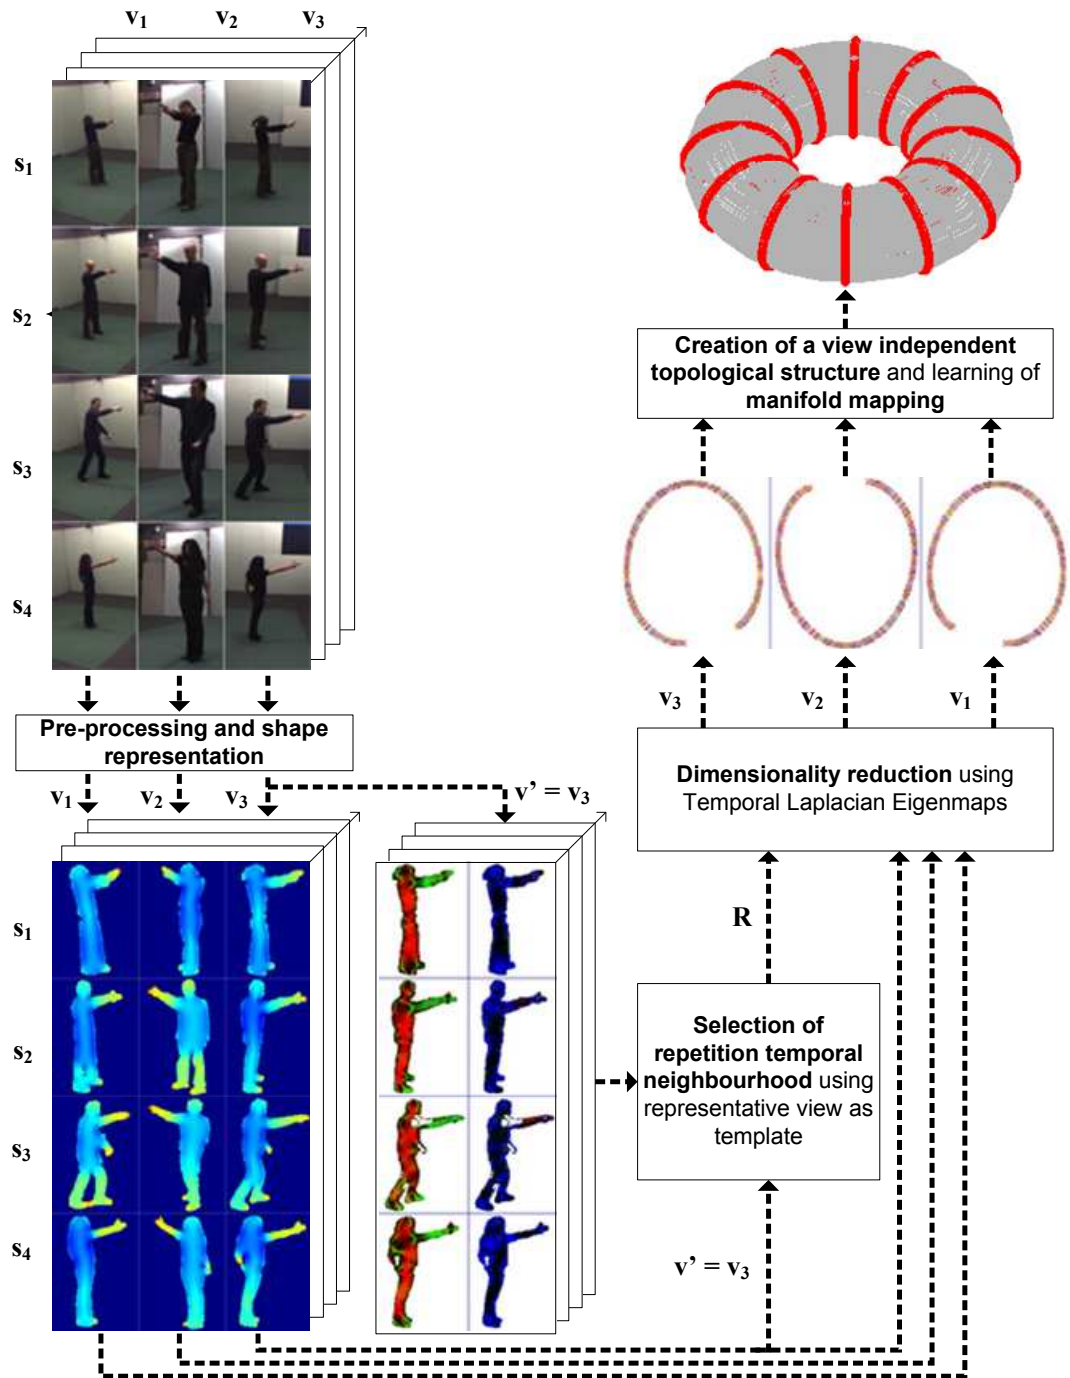 v1 v2 v3
s1
s2
s3
s4
Pre-processing and shape
representation
v1 v2 v3 v' = v3
s1
s2
s3
s4
Selection of
repetition temporal
neighbourhood using
representative view as
template
v' = v3
R
Dimensionality reduction using
Temporal Laplacian Eigenmaps
v3 v2 v1
Creation of a view independent
topological structure and learning of
manifold mapping